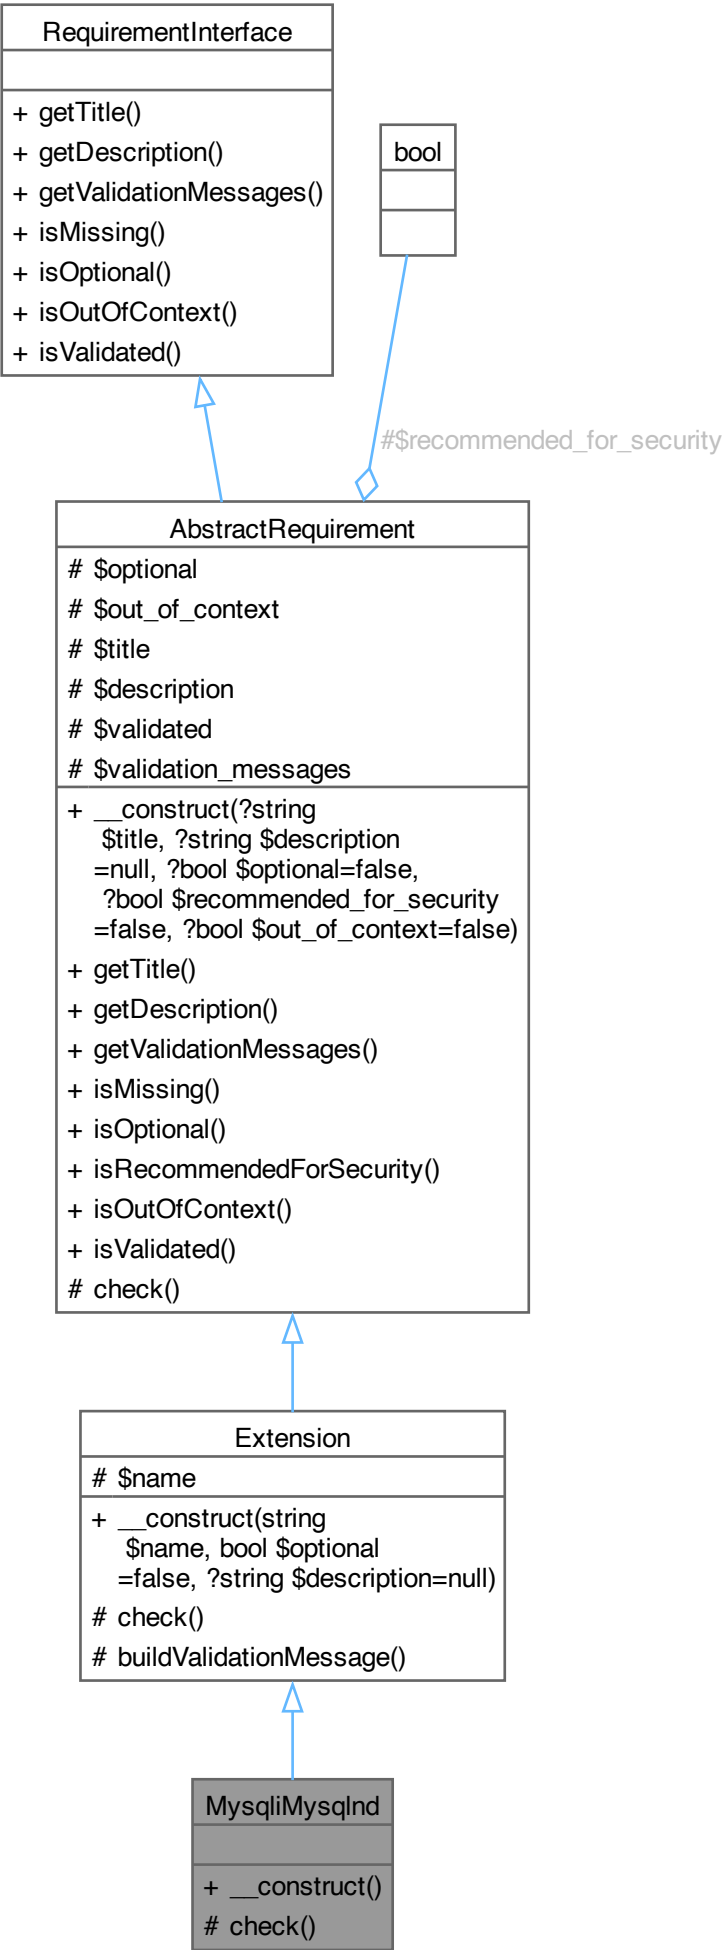 RequirementInterface
+ getTitle()
+ getDescription()
+ getValidationMessages()
+ isMissing()
+ isOptional()
+ isOutOfContext()
+ isValidated()
bool
#$recommended_for_security
AbstractRequirement
# $optional
# $out_of_context
# $title
# $description
# $validated
# $validation_messages
+ __construct(?string
$title, ?string $description
=null, ?bool $optional=false,
?bool $recommended_for_security
=false, ?bool $out_of_context=false)
+ getTitle()
+ getDescription()
+ getValidationMessages()
+ isMissing()
+ isOptional()
+ isRecommendedForSecurity()
+ isOutOfContext()
+ isValidated()
# check()
Extension
# $name
+ __construct(string
$name, bool $optional
=false, ?string $description=null)
# check()
# buildValidationMessage()
MysqliMysqlnd
+ __construct()
# check()